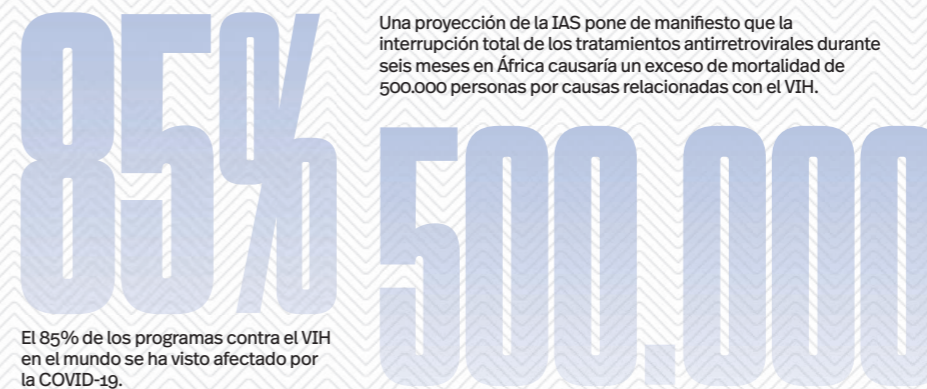 85%
El 85% de los programas contra el VIH
en el mundo se ha visto afectado por
la COVID-19.
Una proyección de la IAS pone de manifiesto que la
interrupción total de los tratamientos antirretrovirales durante
seis meses en África causaría un exceso de mortalidad de
500.000 personas por causas relacionadas con el VIH.
500.000